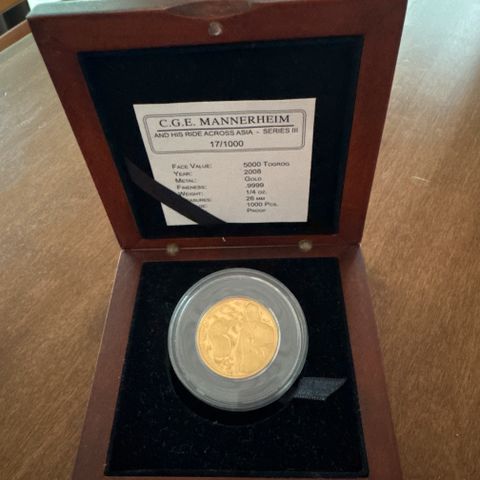 C.G.E. MANNERHEIM
AND HIS RIDE ACROSS ASIA - SERIES III
17/1000
FACE VALUE: 5000 TOGROG
YEAR: 2008
METAL: GOLD
FINENESS: .9999
WEIGHT: 1/4 OZ.
26 MM
1000 PCS.
PROOF